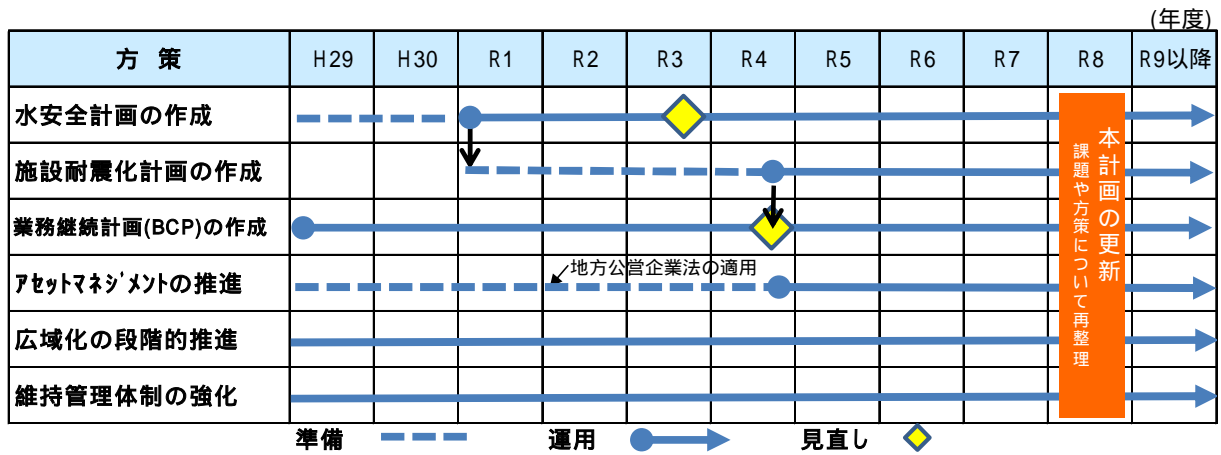 (年度)
方 策 H29 H30 R1 R2 R3 R4 R5 R6 R7 R8 R9以降
水安全計画の作成
施設耐震化計画の作成
業務継続計画(BCP)の作成
ｱｾｯﾄﾏﾈｼﾞﾒﾝﾄの推進
地方公営企業法の適用
広域化の段階的推進
維持管理体制の強化
本計画の更新
課題や方策について再整理
準備 運用 見直し